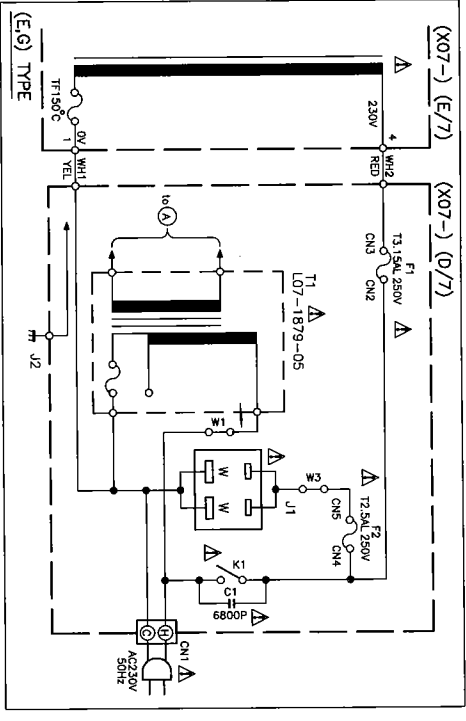 (X07-) (E/7)
(X07-) (D/7)
(E,G) TYPE
230V
4
WH2
RED
TF150°C
0V
1
WH1
YEL
F1
T3.15AL 250V
CN3
CN2
to A
T1
L07-1879-05
J2
W1
W
W
J1
W3
F2
T2.5AL 250V
CN5
CN4
K1
C1
6800P
CN1
H
C
AC230V
50Hz